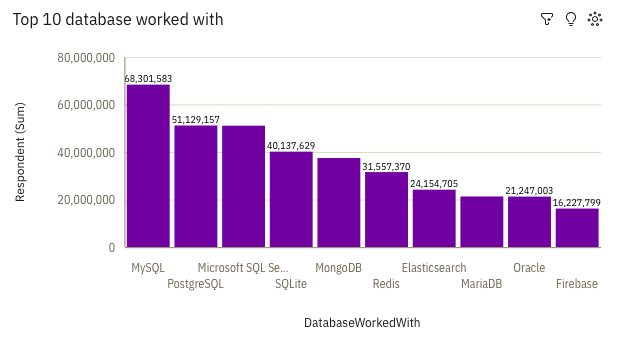 Top 10 database worked with
Respondent (Sum)
80,000,000
60,000,000
40,000,000
20,000,000
0
68,301,583
51,129,157
40,137,629
31,557,370
24,154,705
21,247,003
16,227,799
MySQL
PostgreSQL
Microsoft SQL Se...
SQLite
MongoDB
Redis
Elasticsearch
MariaDB
Oracle
Firebase
DatabaseWorkedWith